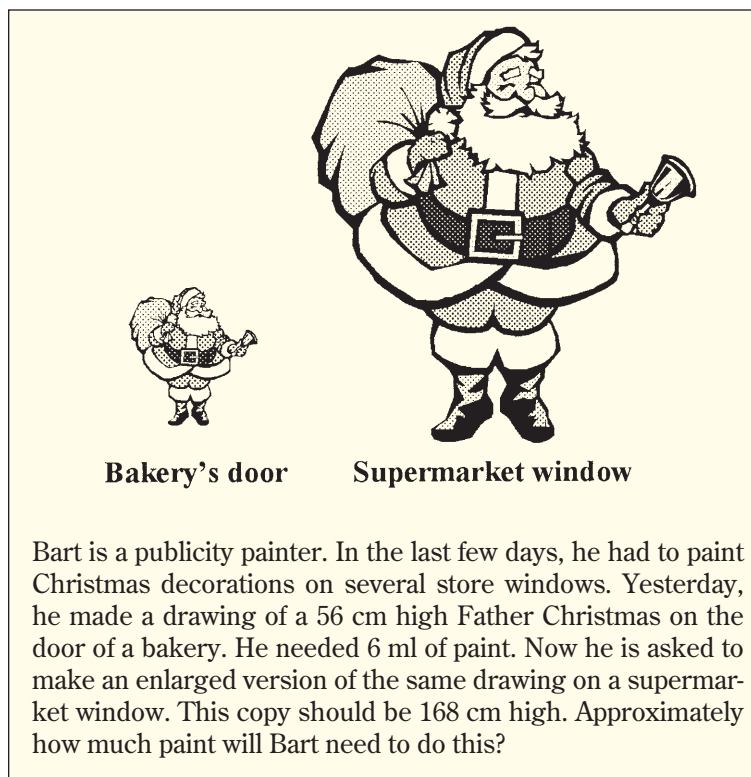 Bakery's door Supermarket window
Bart is a publicity painter. In the last few days, he had to paint
Christmas decorations on several store windows. Yesterday,
he made a drawing of a 56 cm high Father Christmas on the
door of a bakery. He needed 6 ml of paint. Now he is asked to
make an enlarged version of the same drawing on a supermar-
ket window. This copy should be 168 cm high. Approximately
how much paint will Bart need to do this?